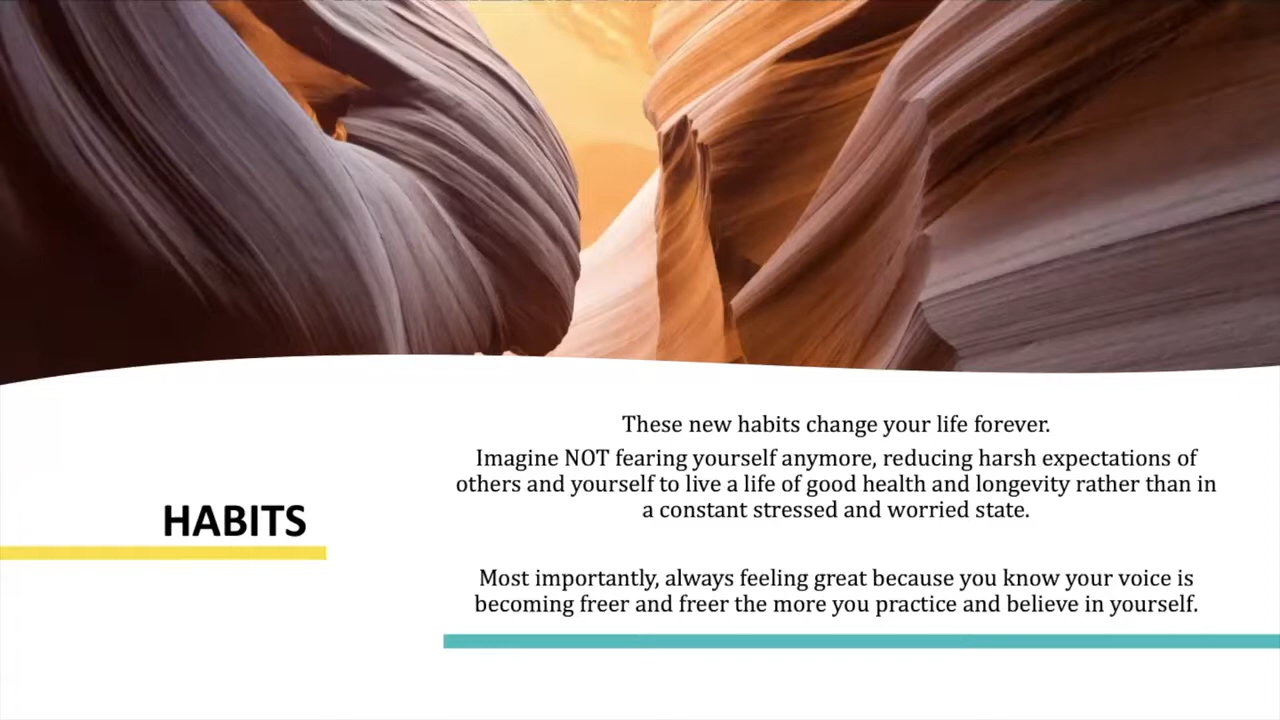 HABITS
These new habits change your life forever.
Imagine NOT fearing yourself anymore, reducing harsh expectations of
others and yourself to live a life of good health and longevity rather than in
a constant stressed and worried state.
Most importantly, always feeling great because you know your voice is
becoming freer and freer the more you practice and believe in yourself.